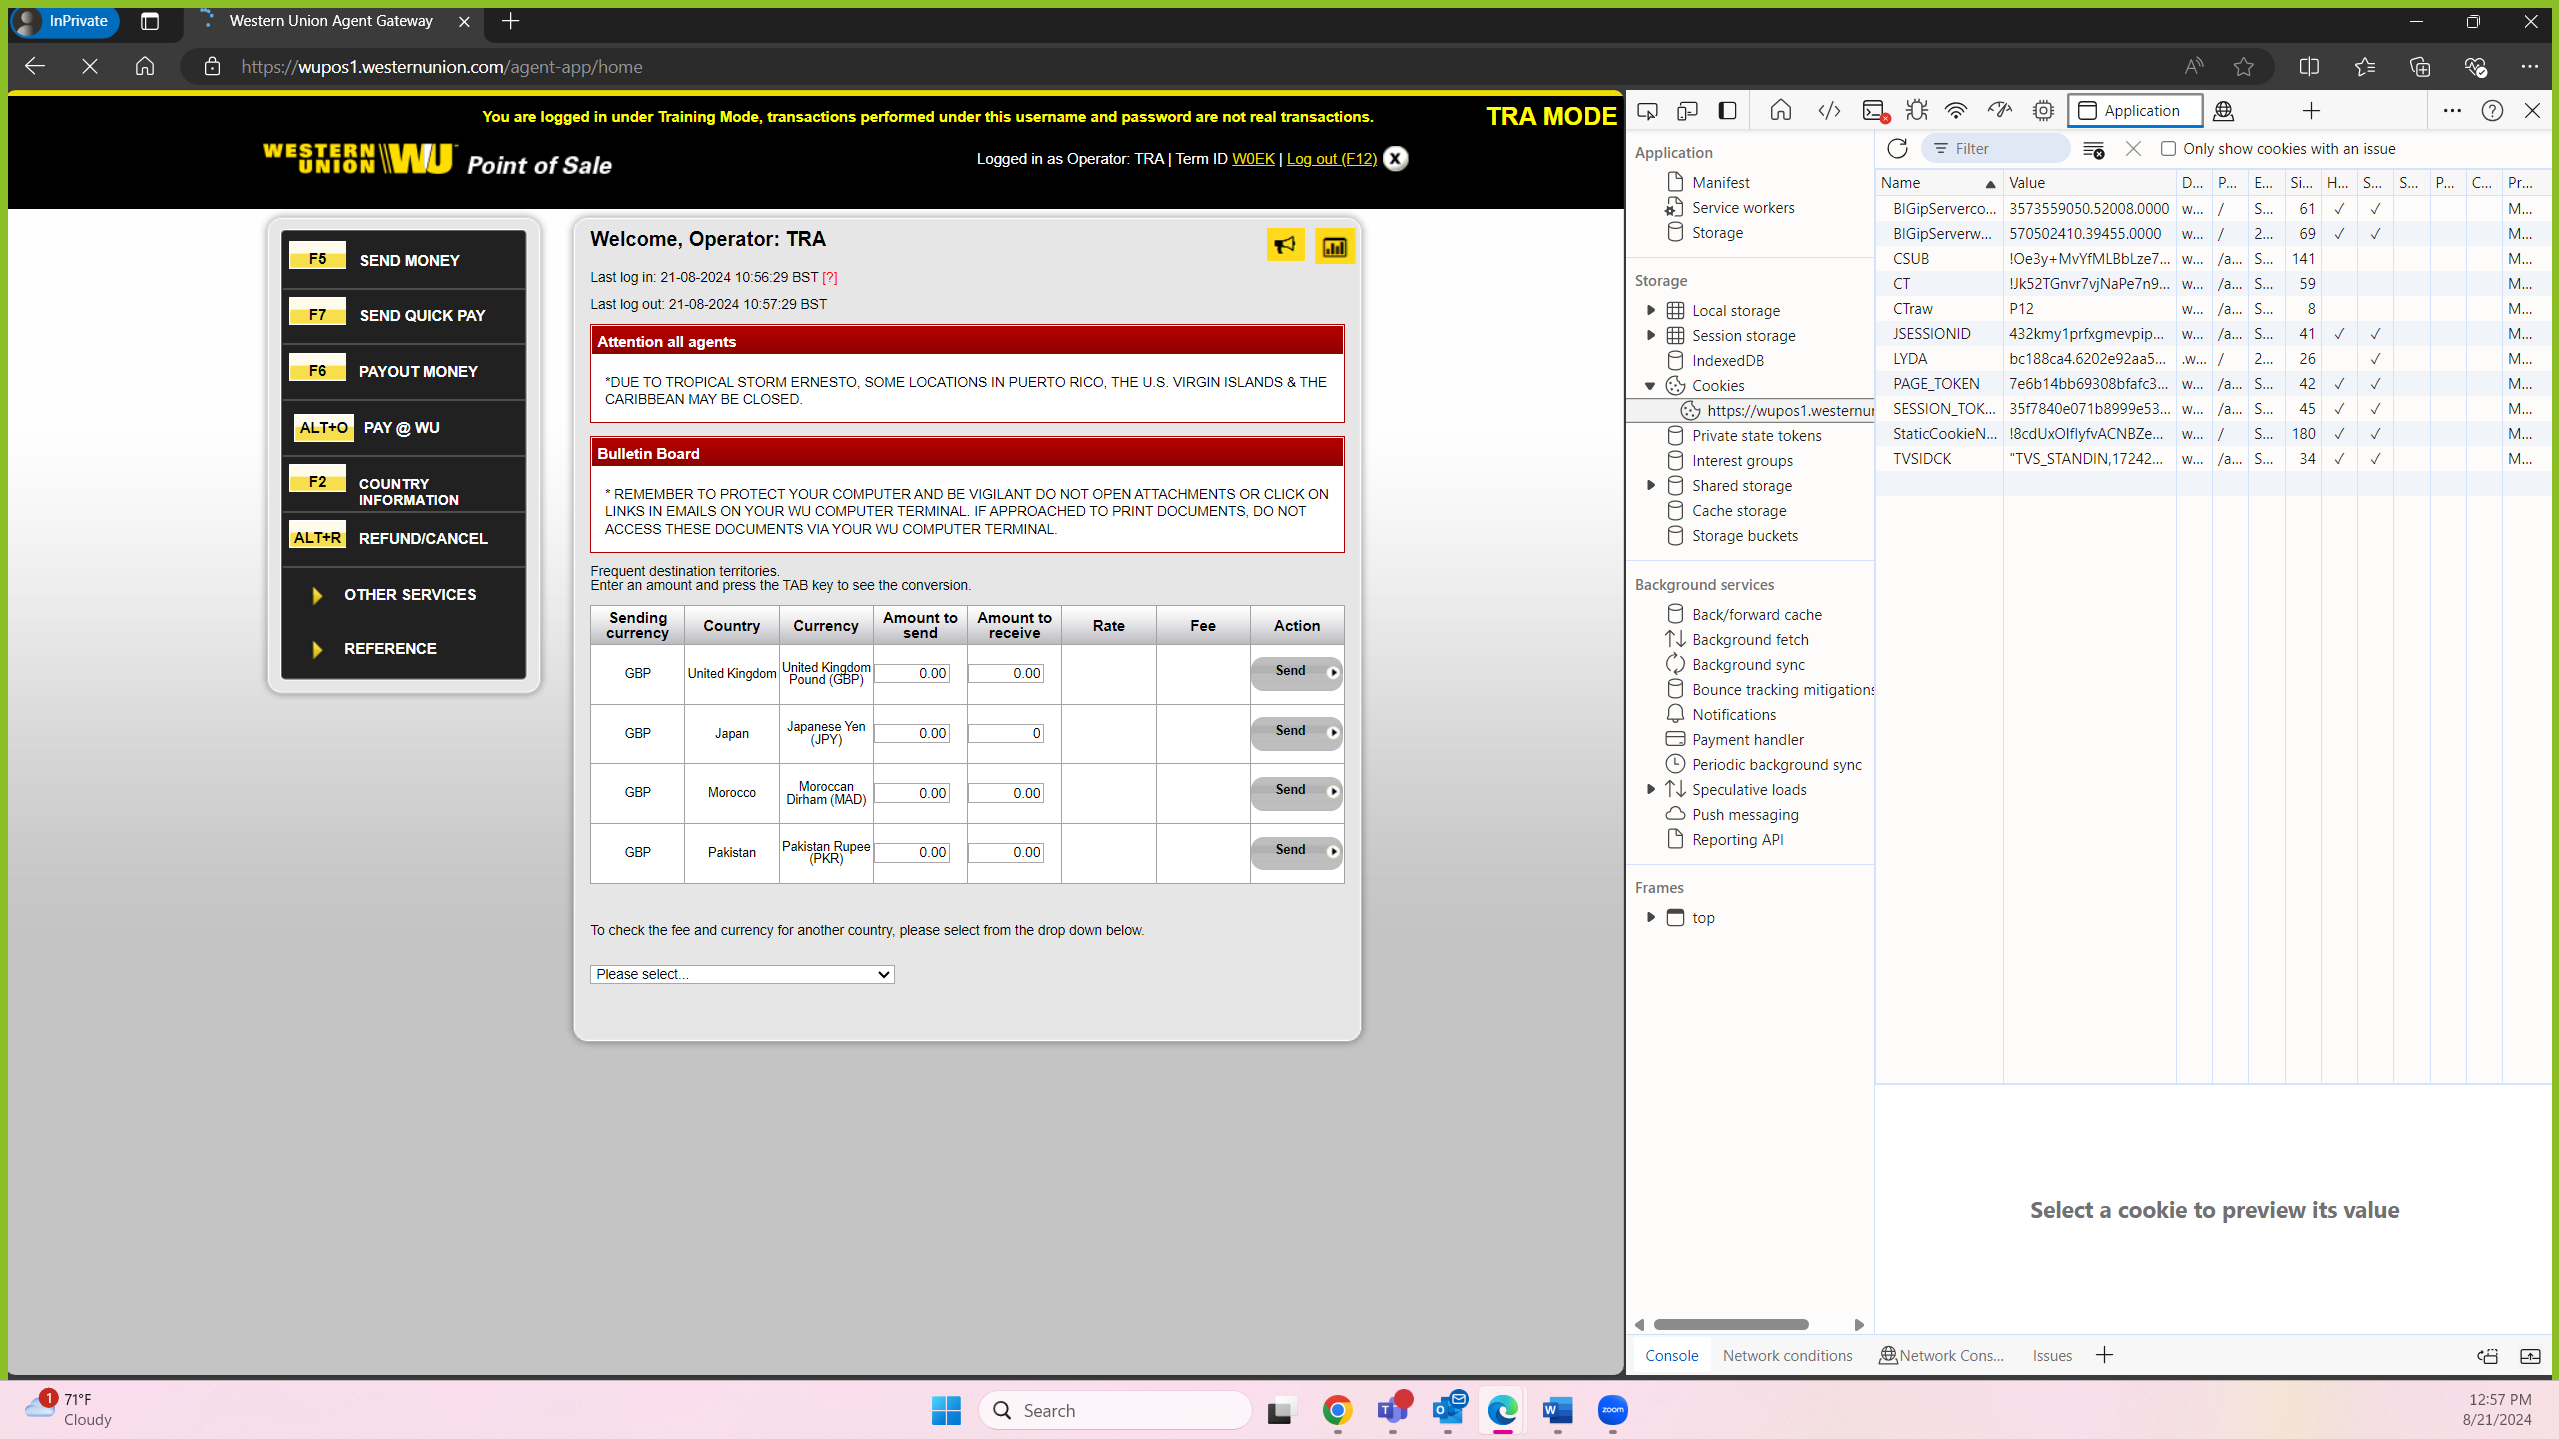 InPrivate
Western Union Agent Gateway
https://wupos1.westernunion.com/agent-app/home
You are logged in under Training Mode, transactions performed under this username and password are not real transactions.
TRA MODE
WESTERN UNION WU Point of Sale
Logged in as Operator: TRA | Term ID W0EK | Log out (F12) X
F5 SEND MONEY
F7 SEND QUICK PAY
F6 PAYOUT MONEY
ALT+O PAY @ WU
F2 COUNTRY
INFORMATION
ALT+R REFUND/CANCEL
OTHER SERVICES
REFERENCE
Welcome, Operator: TRA
Last log in: 21-08-2024 10:56:29 BST [?]
Last log out: 21-08-2024 10:57:29 BST
Attention all agents
*DUE TO TROPICAL STORM ERNESTO, SOME LOCATIONS IN PUERTO RICO, THE U.S. VIRGIN ISLANDS & THE
CARIBBEAN MAY BE CLOSED.
Bulletin Board
* REMEMBER TO PROTECT YOUR COMPUTER AND BE VIGILANT DO NOT OPEN ATTACHMENTS OR CLICK ON
LINKS IN EMAILS ON YOUR WU COMPUTER TERMINAL. IF APPROACHED TO PRINT DOCUMENTS, DO NOT
ACCESS THESE DOCUMENTS VIA YOUR WU COMPUTER TERMINAL.
Frequent destination territories.
Enter an amount and press the TAB key to see the conversion.
Sending currency Country Currency Amount to send Amount to receive Rate Fee Action
GBP United Kingdom United Kingdom Pound (GBP) 0.00 0.00 Send
GBP Japan Japanese Yen (JPY) 0.00 0 Send
GBP Morocco Moroccan Dirham (MAD) 0.00 0.00 Send
GBP Pakistan Pakistan Rupee (PKR) 0.00 0.00 Send
To check the fee and currency for another country, please select from the drop down below.
Please select...
Application
Application
Manifest
Service workers
Storage
Storage
Local storage
Session storage
IndexedDB
Cookies
https://wupos1.westernur
Private state tokens
Interest groups
Shared storage
Cache storage
Storage buckets
Background services
Back/forward cache
Background fetch
Background sync
Bounce tracking mitigations
Notifications
Payment handler
Periodic background sync
Speculative loads
Push messaging
Reporting API
Frames
top
Filter
Only show cookies with an issue
Name Value D... P... E... Si... H... S... S... P... C... Pr...
BIGipServerco... 3573559050.52008.0000 w... / S... 61 ✓ ✓ M...
BIGipServerw... 570502410.39455.0000 w... / 2... 69 ✓ ✓ M...
CSUB !Oe3y+MvYfMLBbLze7... w... /a... S... 141 M...
CT !Jk52TGnvr7vjNaPe7n9... w... /a... S... 59 M...
CTraw P12 w... /a... S... 8 M...
JSESSIONID 432kmy1prfxgmevpip... w... /a... S... 41 ✓ ✓ M...
LYDA bc188ca4.6202e92aa5... .w... / 2... 26 ✓ M...
PAGE_TOKEN 7e6b14bb69308bfafc3... w... /a... S... 42 ✓ ✓ M...
SESSION_TOK... 35f7840e071b8999e53... w... /a... S... 45 ✓ ✓ M...
StaticCookieN... !8cdUxOIfIyfvACNBZe... w... / S... 180 ✓ ✓ M...
TVSIDCK "TVS_STANDIN,17242... w... /a... S... 34 ✓ ✓ M...
Select a cookie to preview its value
Console Network conditions Network Cons... Issues
1
71°F
Cloudy
Search
zoom
12:57 PM
8/21/2024